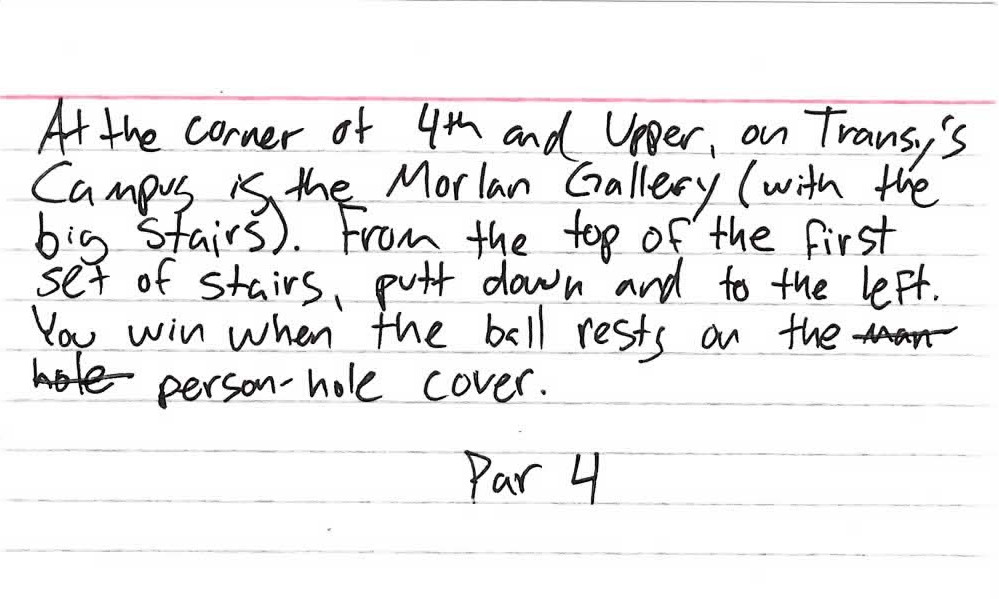 At the corner of 4th and Upper, on Transy's
Campus is the Morlan Gallery (with the
big stairs). From the top of the first
set of stairs, putt down and to the left.
You win when the ball rests on the man
hole person-hole cover.
Par 4